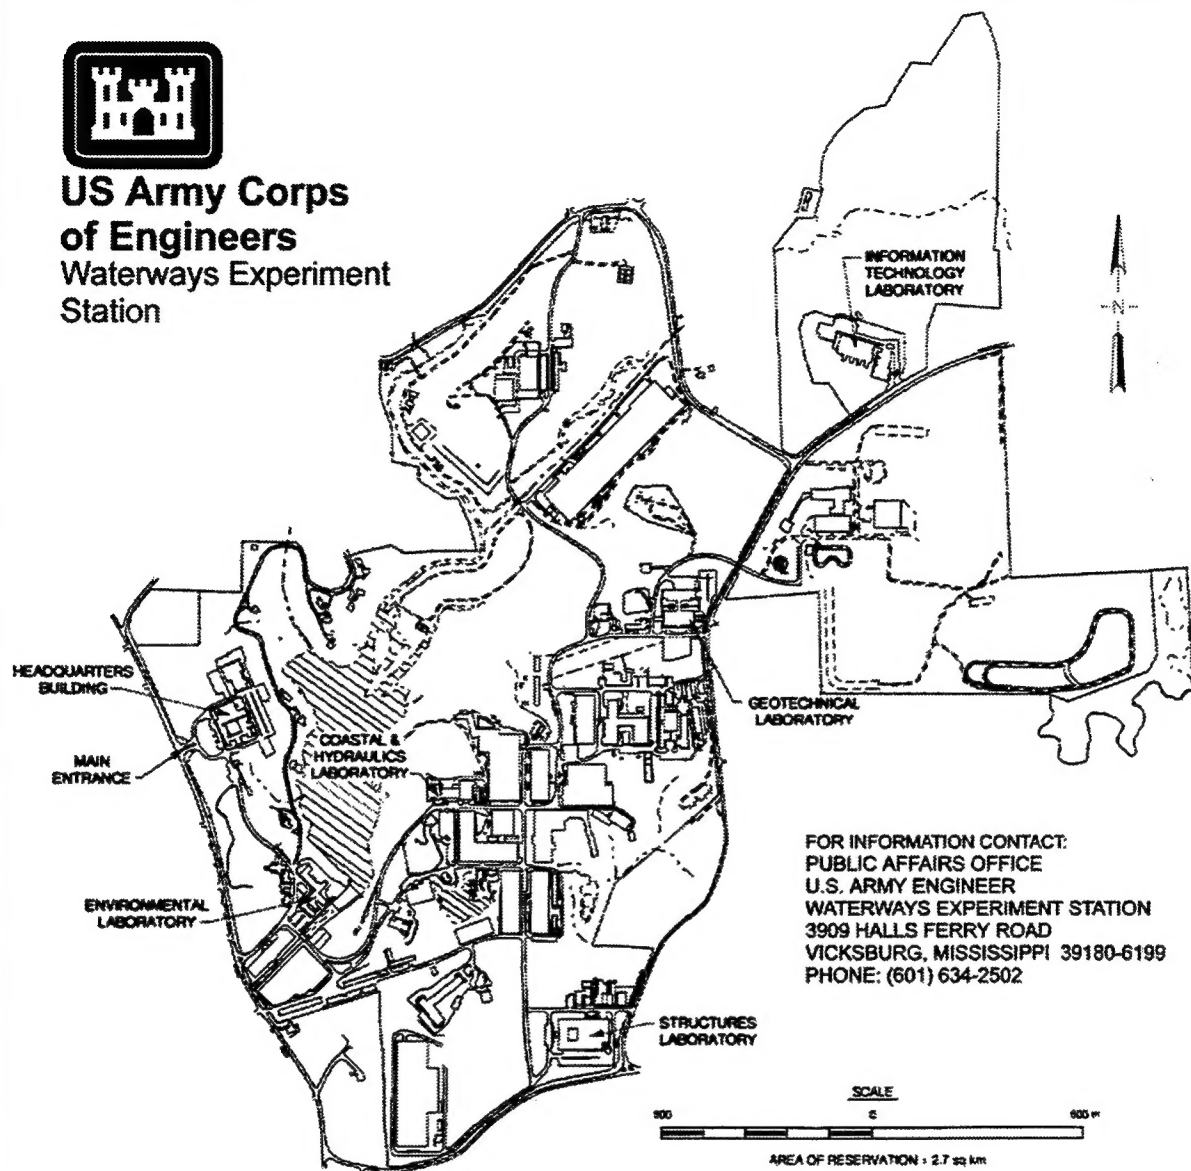 US Army Corps
of Engineers
Waterways Experiment
Station
INFORMATION
TECHNOLOGY
LABORATORY
N
HEADQUARTERS
BUILDING
MAIN
ENTRANCE
COASTAL &
HYDRAULICS
LABORATORY
GEOTECHNICAL
LABORATORY
ENVIRONMENTAL
LABORATORY
FOR INFORMATION CONTACT:
PUBLIC AFFAIRS OFFICE
U.S. ARMY ENGINEER
WATERWAYS EXPERIMENT STATION
3909 HALLS FERRY ROAD
VICKSBURG, MISSISSIPPI 39180-6199
PHONE: (601) 634-2502
STRUCTURES
LABORATORY
SCALE
AREA OF RESERVATION : 2.7 sq km